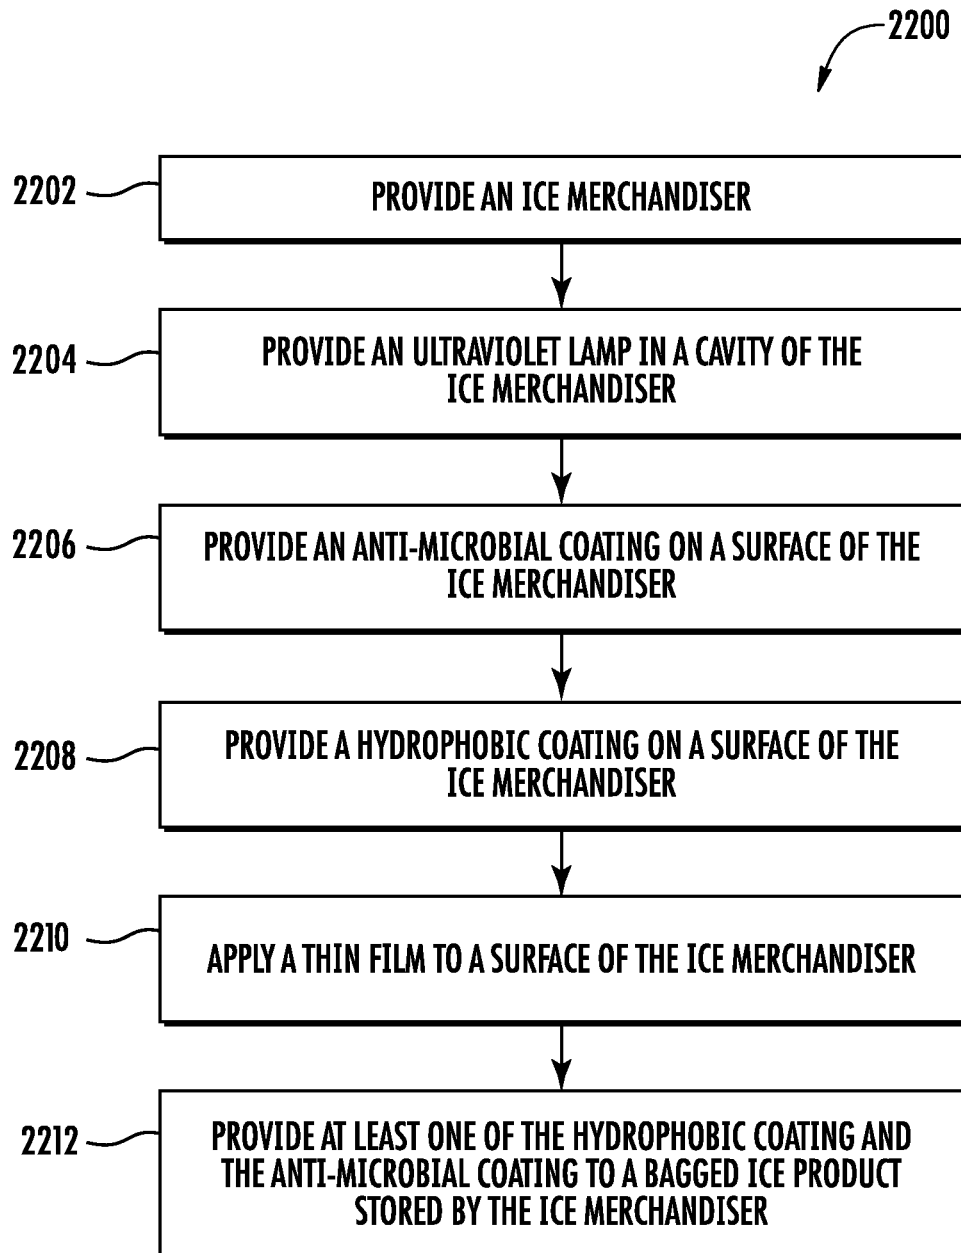 2200
2202
PROVIDE AN ICE MERCHANDISER
2204
PROVIDE AN ULTRAVIOLET LAMP IN A CAVITY OF THE
ICE MERCHANDISER
2206
PROVIDE AN ANTI-MICROBIAL COATING ON A SURFACE OF THE
ICE MERCHANDISER
2208
PROVIDE A HYDROPHOBIC COATING ON A SURFACE OF THE
ICE MERCHANDISER
2210
APPLY A THIN FILM TO A SURFACE OF THE ICE MERCHANDISER
2212
PROVIDE AT LEAST ONE OF THE HYDROPHOBIC COATING AND
THE ANTI-MICROBIAL COATING TO A BAGGED ICE PRODUCT
STORED BY THE ICE MERCHANDISER